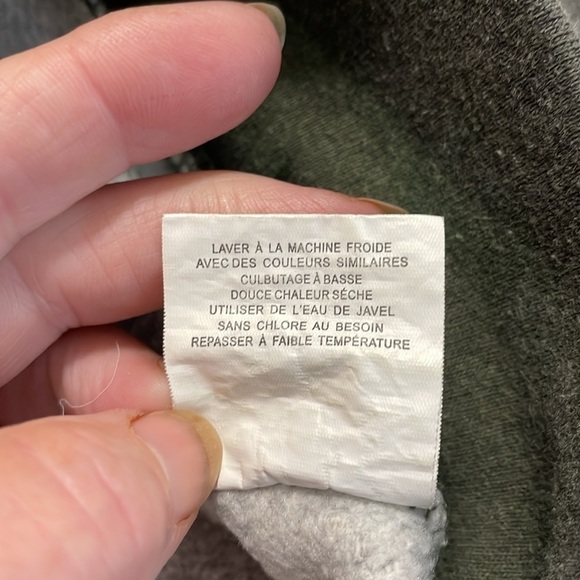 LAVER À LA MACHINE FROIDE
AVEC DES COULEURS SIMILAIRES
CULBUTAGE À BASSE
DOUCE CHALEUR SÉCHE
UTILISER DE L'EAU DE JAVEL
SANS CHLORE AU BESOIN
REPASSER À FAIBLE TEMPÉRATURE